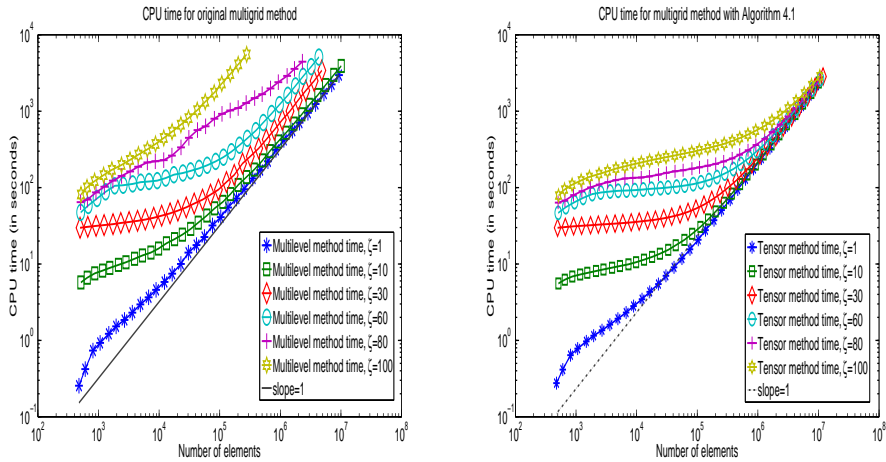 CPU time for original multigrid method
CPU time (in seconds)
10^4
10^3
10^2
10^1
10^0
10^-1
10^2
10^3
10^4
10^5
10^6
10^7
10^8
Number of elements
Multilevel method time, ζ=1
Multilevel method time, ζ=10
Multilevel method time, ζ=30
Multilevel method time, ζ=60
Multilevel method time, ζ=80
Multilevel method time, ζ=100
slope=1
CPU time for multigrid method with Algorithm 4.1
CPU time (in seconds)
10^4
10^3
10^2
10^1
10^0
10^-1
10^2
10^3
10^4
10^5
10^6
10^7
10^8
Number of elements
Tensor method time, ζ=1
Tensor method time, ζ=10
Tensor method time, ζ=30
Tensor method time, ζ=60
Tensor method time, ζ=80
Tensor method time, ζ=100
slope=1